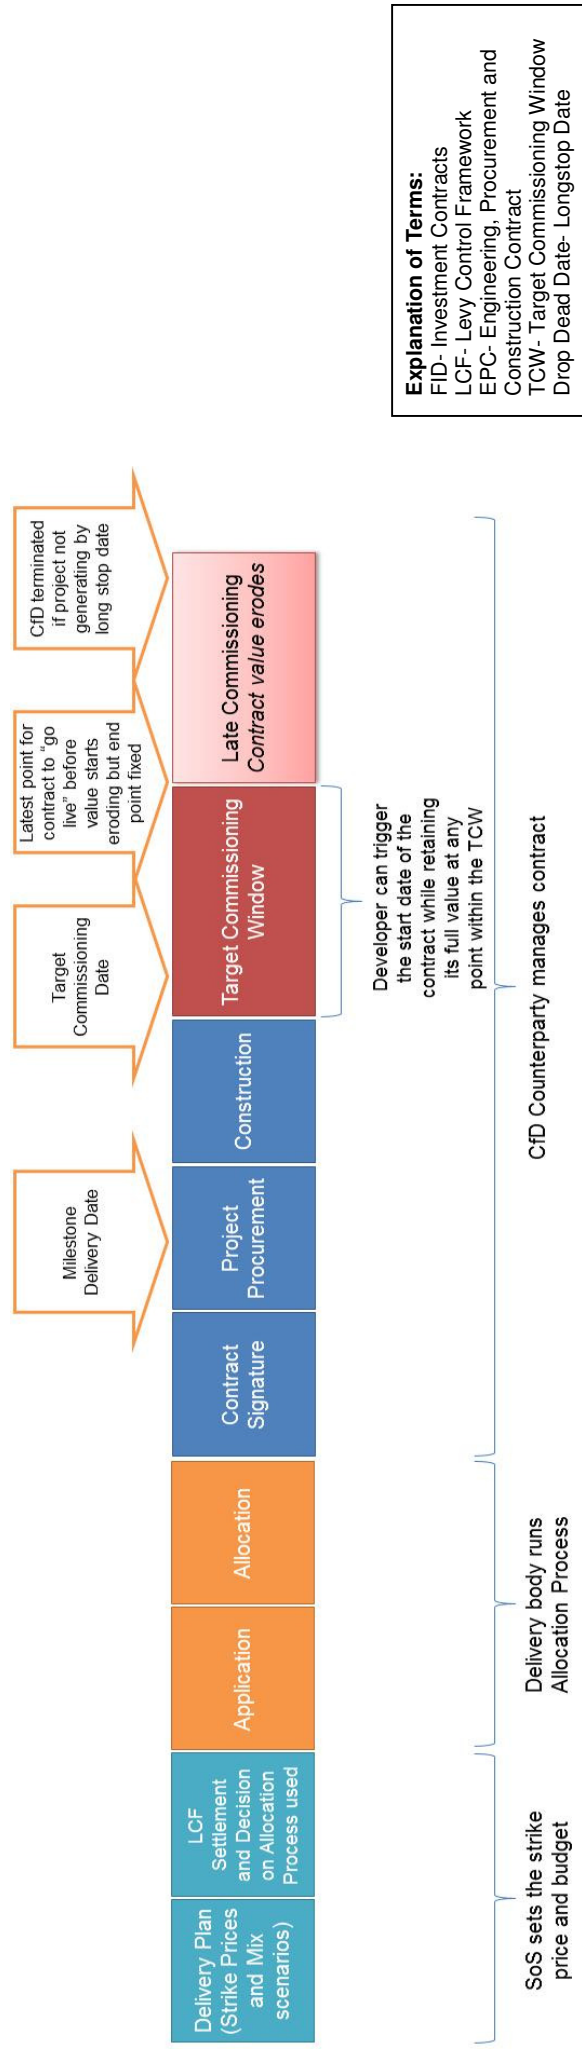 Milestone
Delivery Date
Target
Commissioning
Date
Latest point for
contract to “go
live” before
value starts
eroding but end
point fixed
CfD terminated
if project not
generating by
long stop date
Delivery Plan
(Strike Prices
and Mix
scenarios)
LCF
Settlement
and Decision
on Allocation
Process used
Application
Allocation
Contract
Signature
Project
Procurement
Construction
Target Commissioning
Window
Late Commissioning
Contract value erodes
Developer can trigger
the start date of the
contract while retaining
its full value at any
point within the TCW
SoS sets the strike
price and budget
Delivery body runs
Allocation Process
CfD Counterparty manages contract
Explanation of Terms:
FID- Investment Contracts
LCF- Levy Control Framework
EPC- Engineering, Procurement and
Construction Contract
TCW- Target Commissioning Window
Drop Dead Date- Longstop Date